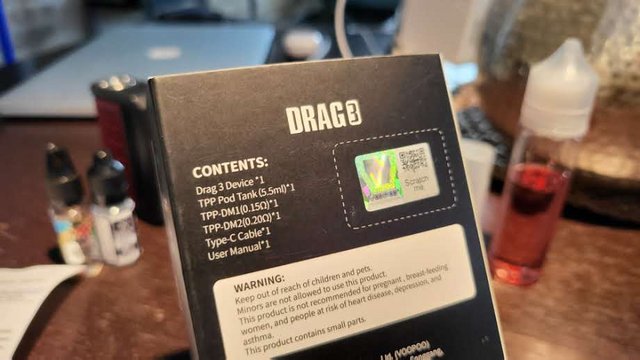 DRAG3
CONTENTS:
Drag 3 Device*1
TPP Pod Tank (5.5ml)*1
TPP-DM1(0.15Ω)*1
TPP-DM2(0.20Ω)*1
Type-C Cable*1
User Manual*1
Scratch
me.
WARNING:
Keep out of reach of children and pets.
Minors are not allowed to use this product.
This product is not recommended for pregnant , breast-feeding
women, and people at risk of heart disease, depression, and
asthma.
This product contains small parts.
Ltd. (VOOPOO)